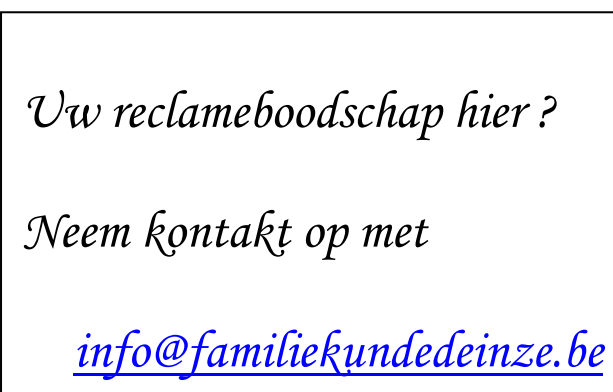 Uw reclameboodschap hier ?
Neem kontakt op met
info@familiekundedeinze.be